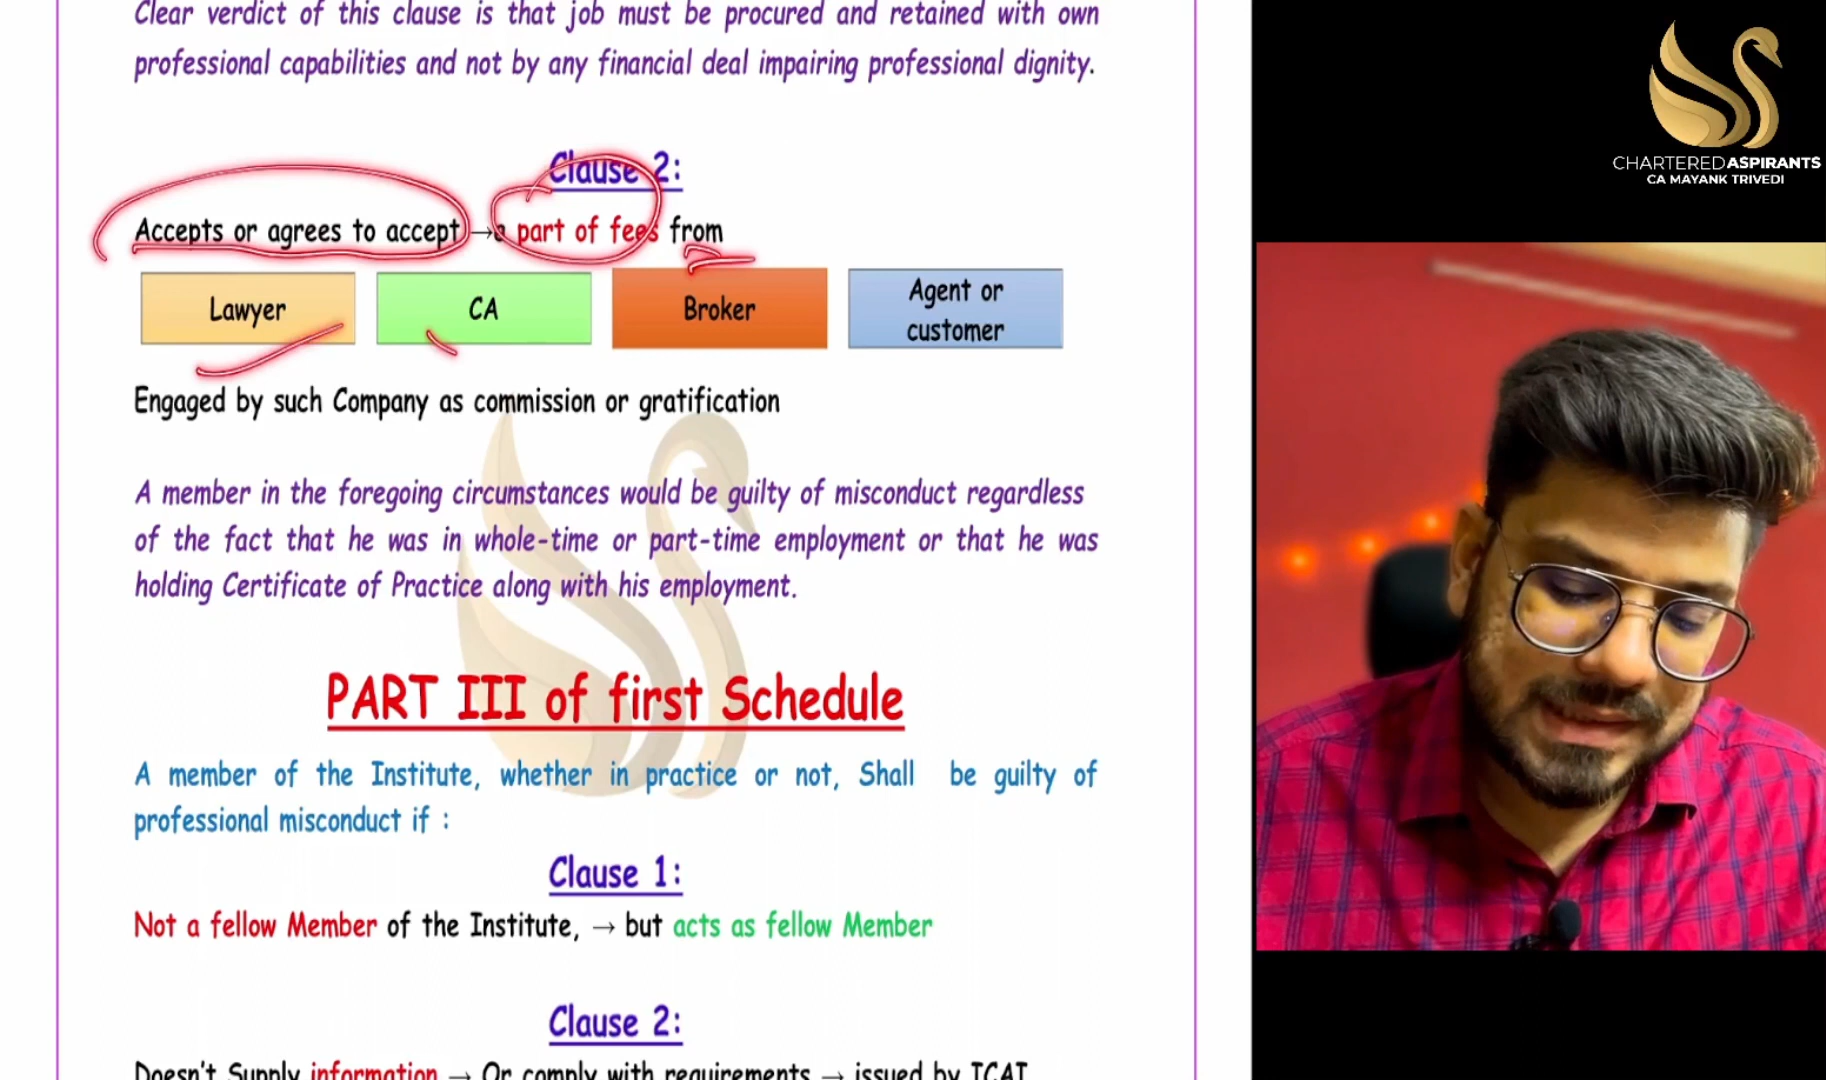 Clear verdict of this clause is that job must be procured and retained with own
professional capabilities and not by any financial deal impairing professional dignity.
CHARTEREDASPIRANTS
CA MAYANK TRIVEDI
Clause 2:
Accepts or agrees to accept → a part of fees from
Lawyer
CA
Broker
Agent or
customer
Engaged by such Company as commission or gratification
A member in the foregoing circumstances would be guilty of misconduct regardless
of the fact that he was in whole-time or part-time employment or that he was
holding Certificate of Practice along with his employment.
PART III of first Schedule
A member of the Institute, whether in practice or not, Shall be guilty of
professional misconduct if :
Clause 1:
Not a fellow Member of the Institute, → but acts as fellow Member
Clause 2:
Doesn't Supply information → Or comply with requirements → issued by ICAI